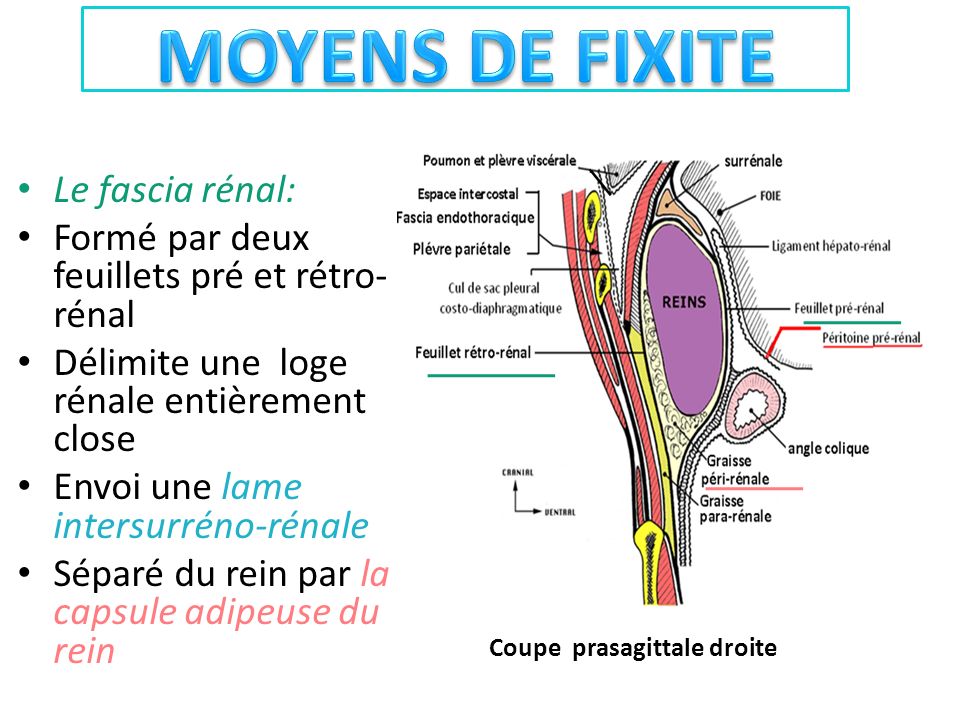 MOYENS DE FIXITE
• Le fascia rénal:
• Formé par deux
feuillets pré et rétro-
rénal
• Délimite une loge
rénale entièrement
close
• Envoi une lame
intersurréno-rénale
• Séparé du rein par la
capsule adipeuse du
rein
Poumon et plèvre viscérale
Espace intercostal
Fascia endothoracique
Plévre pariétale
Cul de sac pleural
costo-diaphragmatique
Feuillet rétro-rénal
surrénale
FOIE
Ligament hépato-rénal
REINS
Feuillet pré-rénal
Péritoine pré-rénal
angle colique
Graisse
péri-rénale
Graisse
para-rénale
CRANIAL
VENTRAL
Coupe prasagittale droite